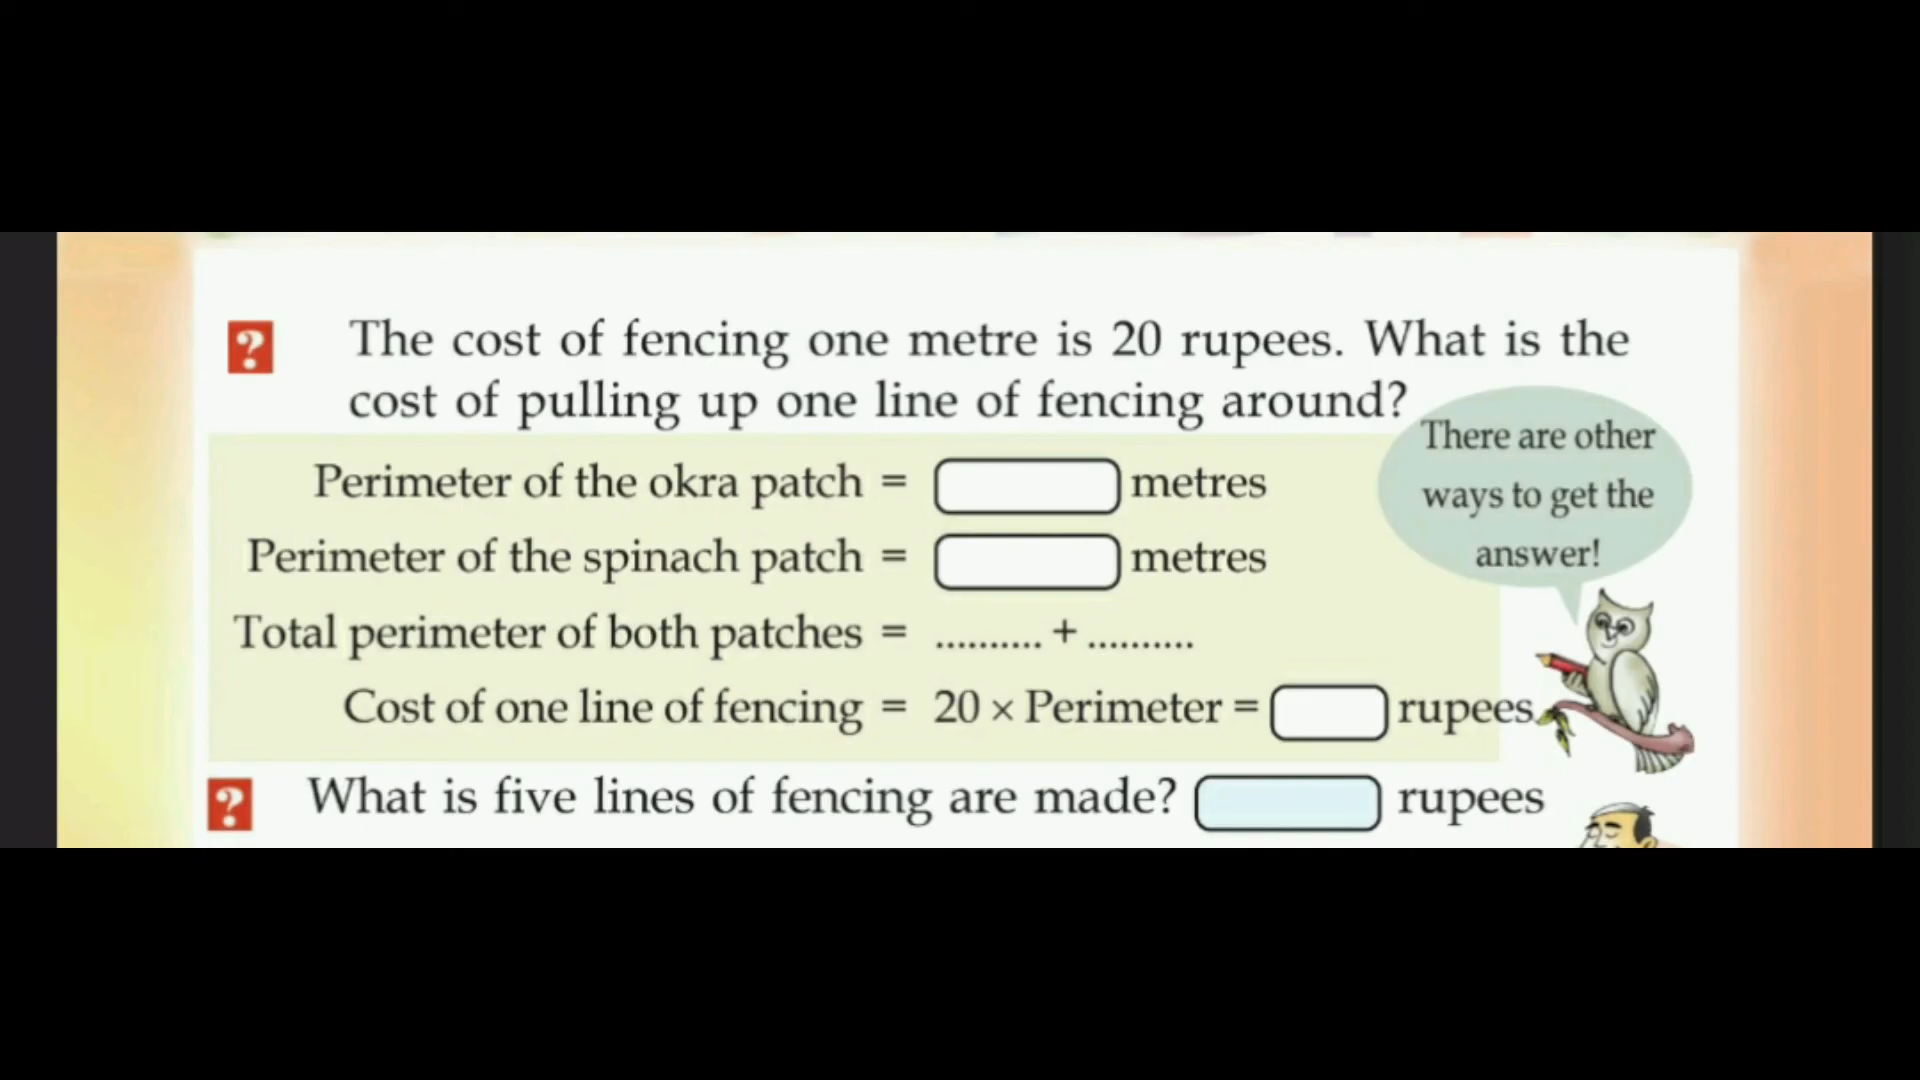 ? The cost of fencing one metre is 20 rupees. What is the
cost of pulling up one line of fencing around?
There are other
ways to get the
answer!
Perimeter of the okra patch = metres
Perimeter of the spinach patch = metres
Total perimeter of both patches = .......... + ..........
Cost of one line of fencing = 20 × Perimeter = rupees
? What is five lines of fencing are made? rupees